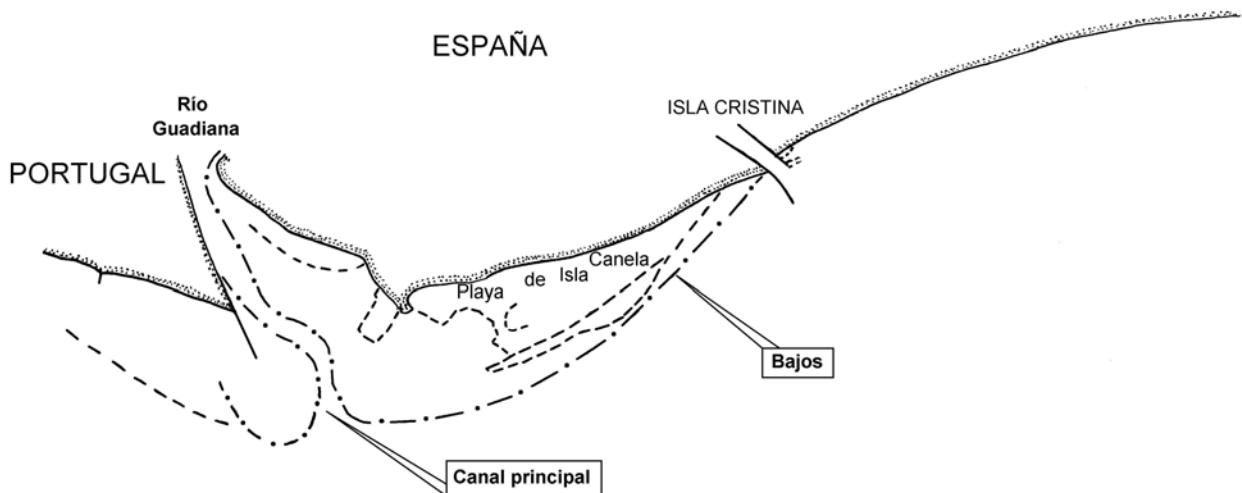 ESPAÑA
Río
Guadiana
ISLA CRISTINA
PORTUGAL
Playa de Isla Canela
Bajos
Canal principal